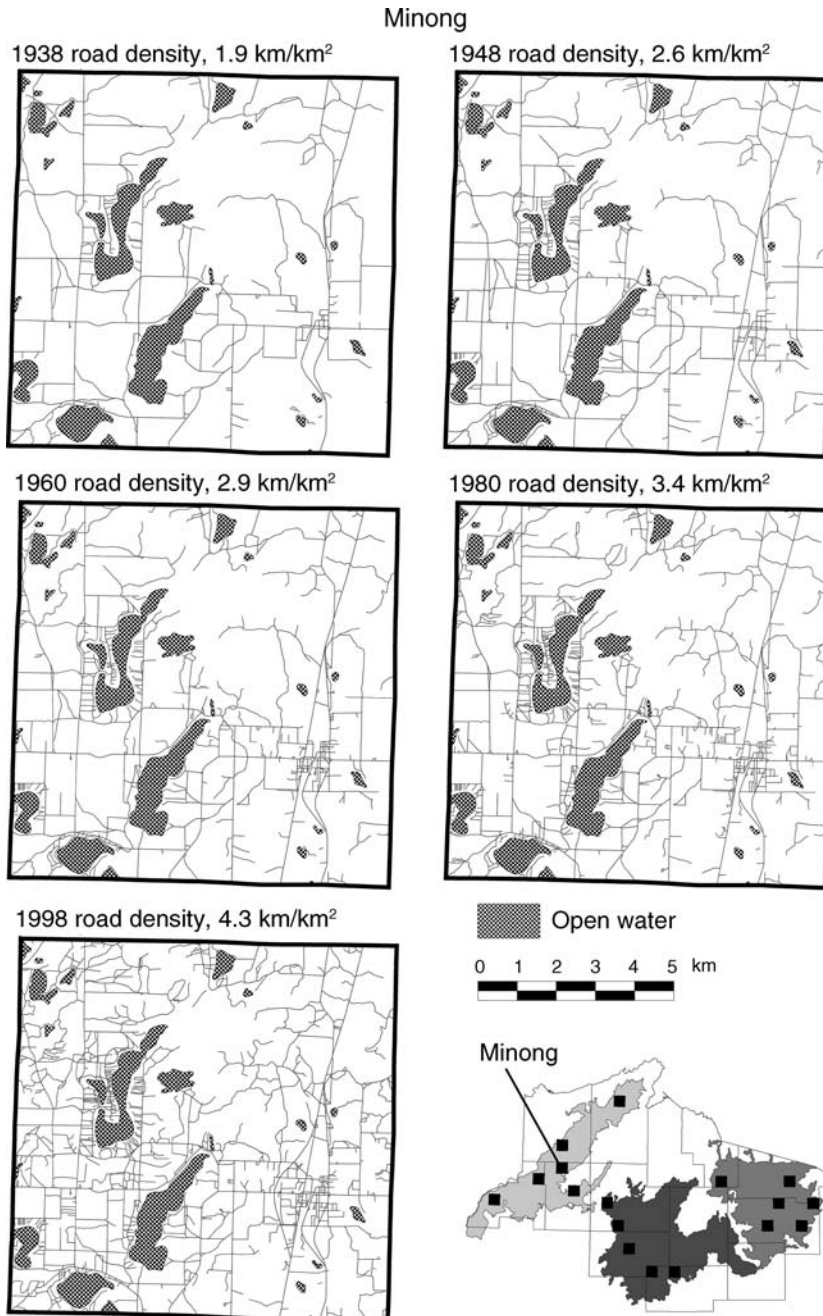 Minong
1938 road density, 1.9 km/km²
1948 road density, 2.6 km/km²
1960 road density, 2.9 km/km²
1980 road density, 3.4 km/km²
1998 road density, 4.3 km/km²
Open water
0 1 2 3 4 5 km
Minong